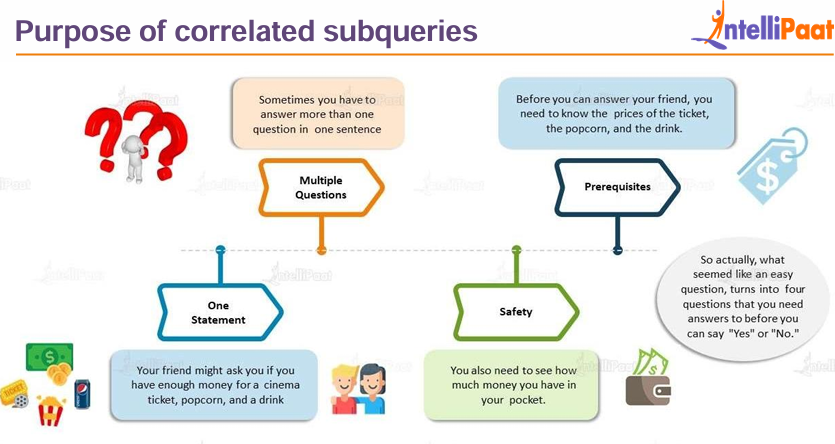 Purpose of correlated subqueries
IntelliPaat
Sometimes you have to
answer more than one
question in one sentence
Before you can answer your friend, you
need to know the prices of the ticket,
the popcorn, and the drink.
Multiple
Questions
Prerequisites
So actually, what
seemed like an easy
question, turns into four
questions that you need
answers to before you
can say "Yes" or "No."
One
Statement
Safety
Your friend might ask you if you
have enough money for a cinema
ticket, popcorn, and a drink
You also need to see how
much money you have in
your pocket.
TICKET